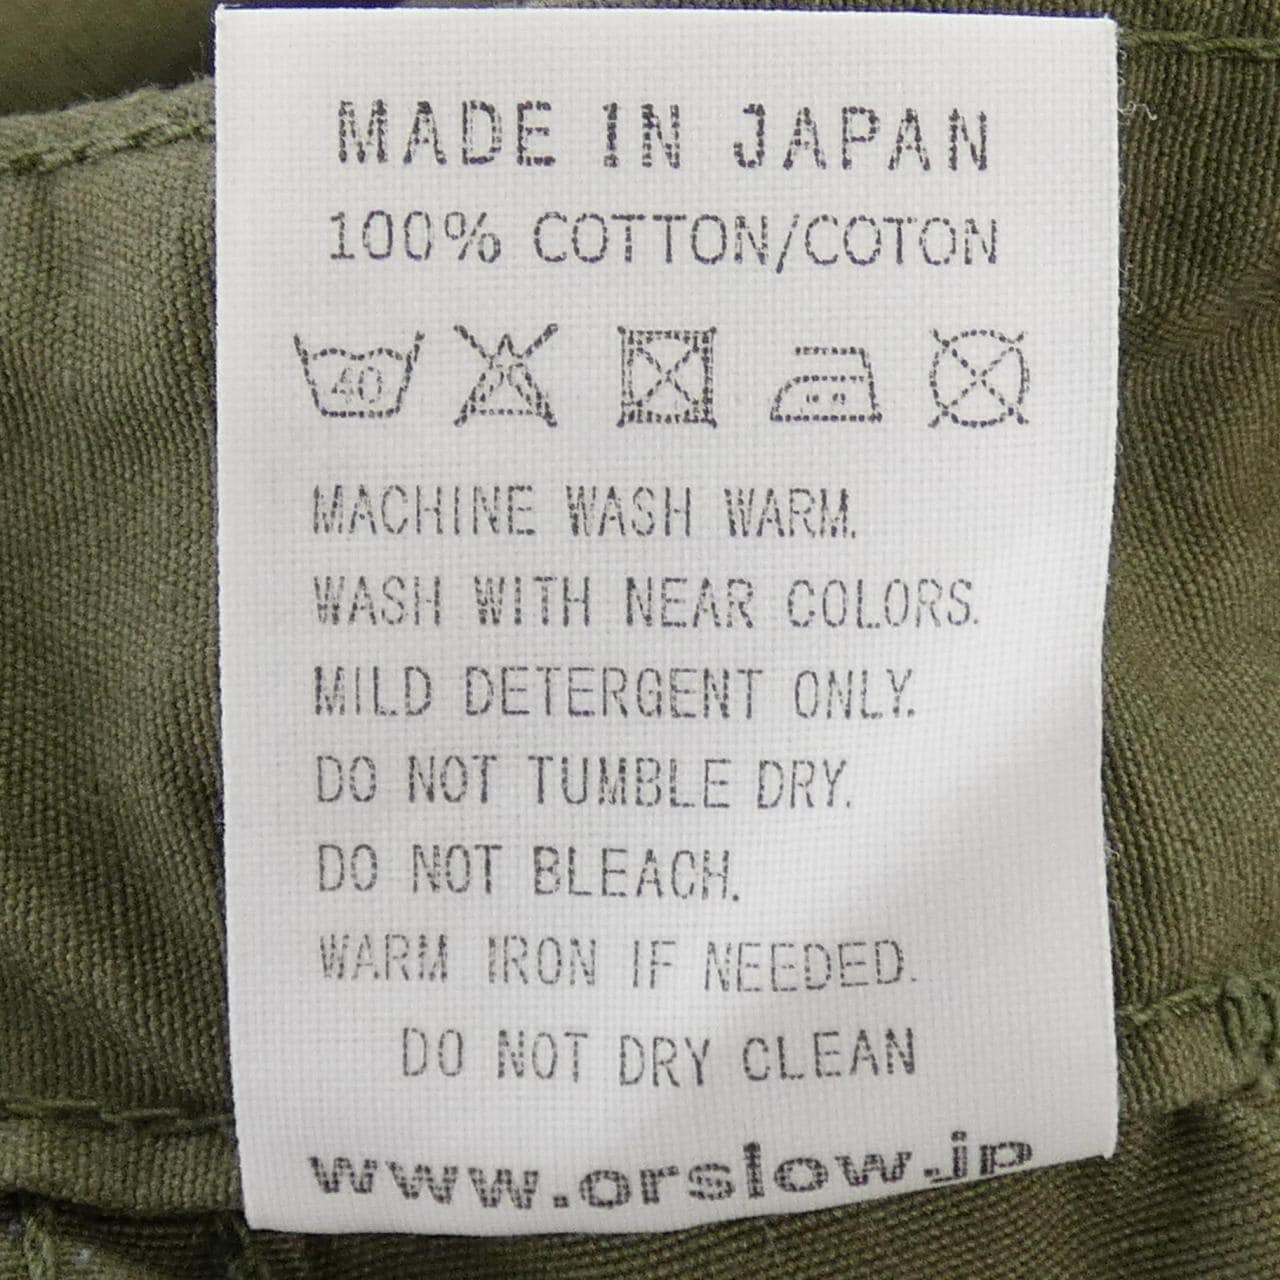 MADE IN JAPAN
100% COTTON/COTON
40
MACHINE WASH WARM.
WASH WITH NEAR COLORS.
MILD DETERGENT ONLY.
DO NOT TUMBLE DRY.
DO NOT BLEACH.
WARM IRON IF NEEDED.
DO NOT DRY CLEAN
www.orslow.jp